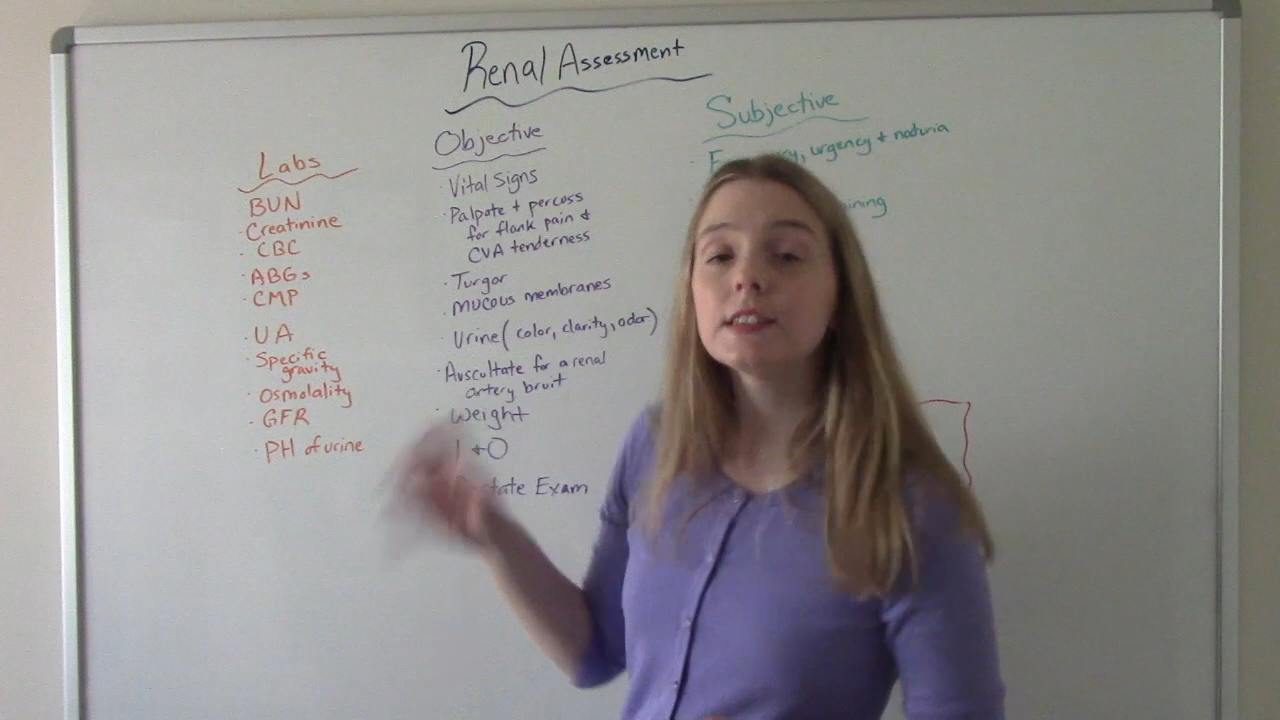 Renal Assessment
Labs
BUN
· Creatinine
· CBC
· ABGs
· CMP
· UA
· Specific
gravity
· Osmolality
· GFR
· PH of urine
Objective
· Vital Signs
· Palpate + percuss
for flank pain &
CVA tenderness
· Turgor
· Mucous membranes
· Urine (color, clarity, odor)
· Auscultate for a renal
artery bruit
· Weight
I + O
Exam
Subjective
urgency + nocturia